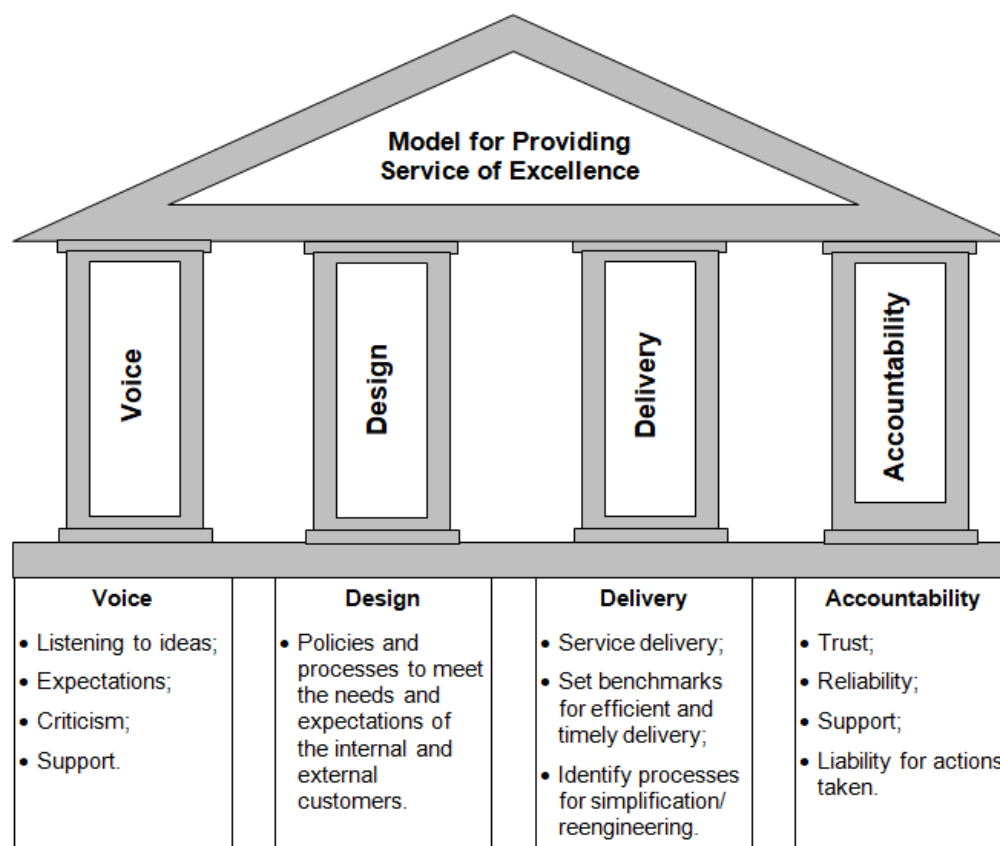 Model for Providing
Service of Excellence
Voice
Design
Delivery
Accountability
Voice
• Listening to ideas;
• Expectations;
• Criticism;
• Support.
Design
• Policies and
processes to meet
the needs and
expectations of
the internal and
external
customers.
Delivery
• Service delivery;
• Set benchmarks
for efficient and
timely delivery;
• Identify processes
for simplification/
reengineering.
Accountability
• Trust;
• Reliability;
• Support;
• Liability for actions
taken.